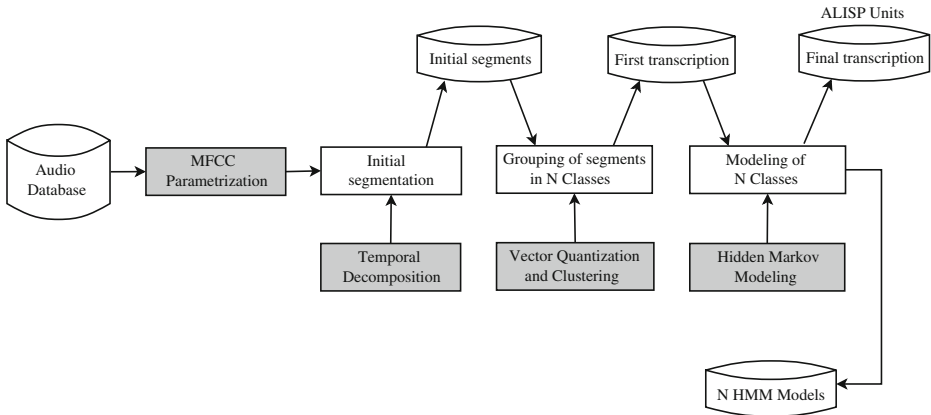 ALISP Units
Initial segments
First transcription
Final transcription
Audio
Database
MFCC
Parametrization
Initial
segmentation
Grouping of segments
in N Classes
Modeling of
N Classes
Temporal
Decomposition
Vector Quantization
and Clustering
Hidden Markov
Modeling
N HMM Models